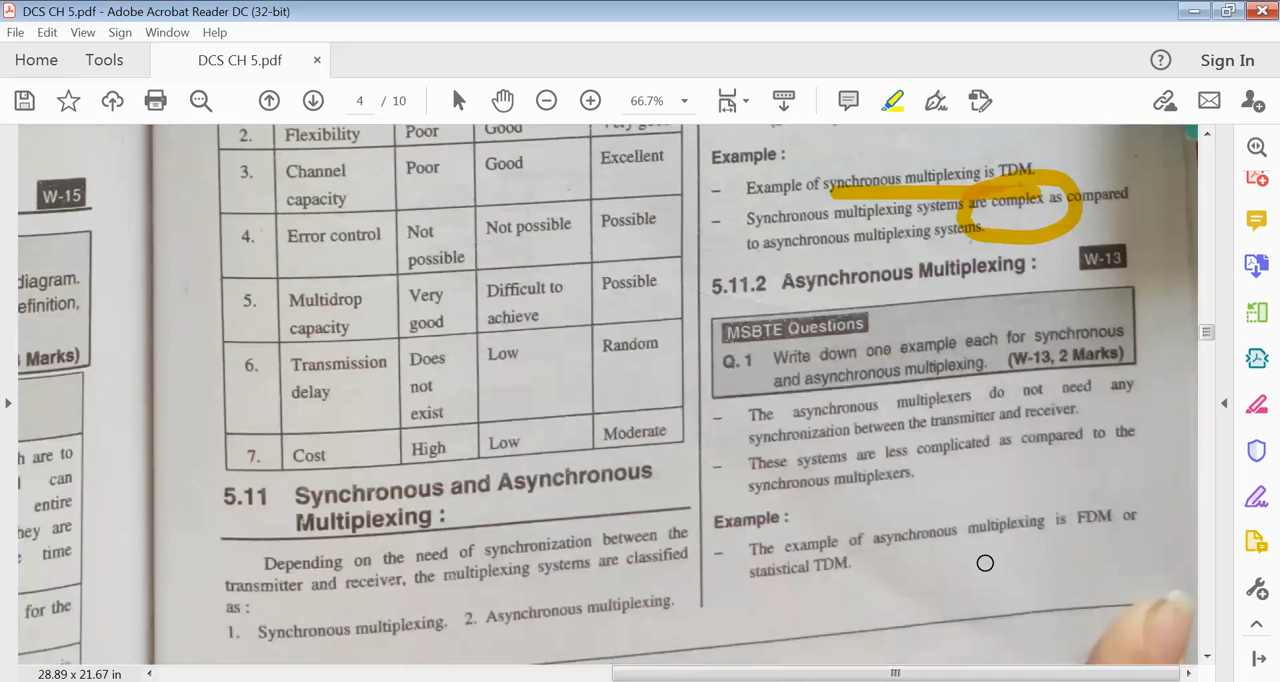 DCS CH 5.pdf - Adobe Acrobat Reader DC (32-bit)
File Edit View Sign Window Help
Home Tools DCS CH 5.pdf × ? Sign In
4 / 10 66.7%
W-15
diagram.
efinition,
Marks)
h are to
can
entire
hey are
time
for the
2. Flexibility Poor Good
3. Channel capacity Poor Good Excellent
4. Error control Not possible Not possible Possible
5. Multidrop capacity Very good Difficult to achieve Possible
6. Transmission delay Does not exist Low Random
7. Cost High Low Moderate
5.11 Synchronous and Asynchronous
Multiplexing :
Depending on the need of synchronization between the
transmitter and receiver, the multiplexing systems are classified
as :
1. Synchronous multiplexing. 2. Asynchronous multiplexing.
Example :
– Example of synchronous multiplexing is TDM.
– Synchronous multiplexing systems are complex as compared
to asynchronous multiplexing systems.
5.11.2 Asynchronous Multiplexing : W-13
MSBTE Questions
Q. 1 Write down one example each for synchronous
and asynchronous multiplexing. (W-13, 2 Marks)
– The asynchronous multiplexers do not need any
synchronization between the transmitter and receiver.
– These systems are less complicated as compared to the
synchronous multiplexers.
Example :
– The example of asynchronous multiplexing is FDM or
statistical TDM.
28.89 x 21.67 in